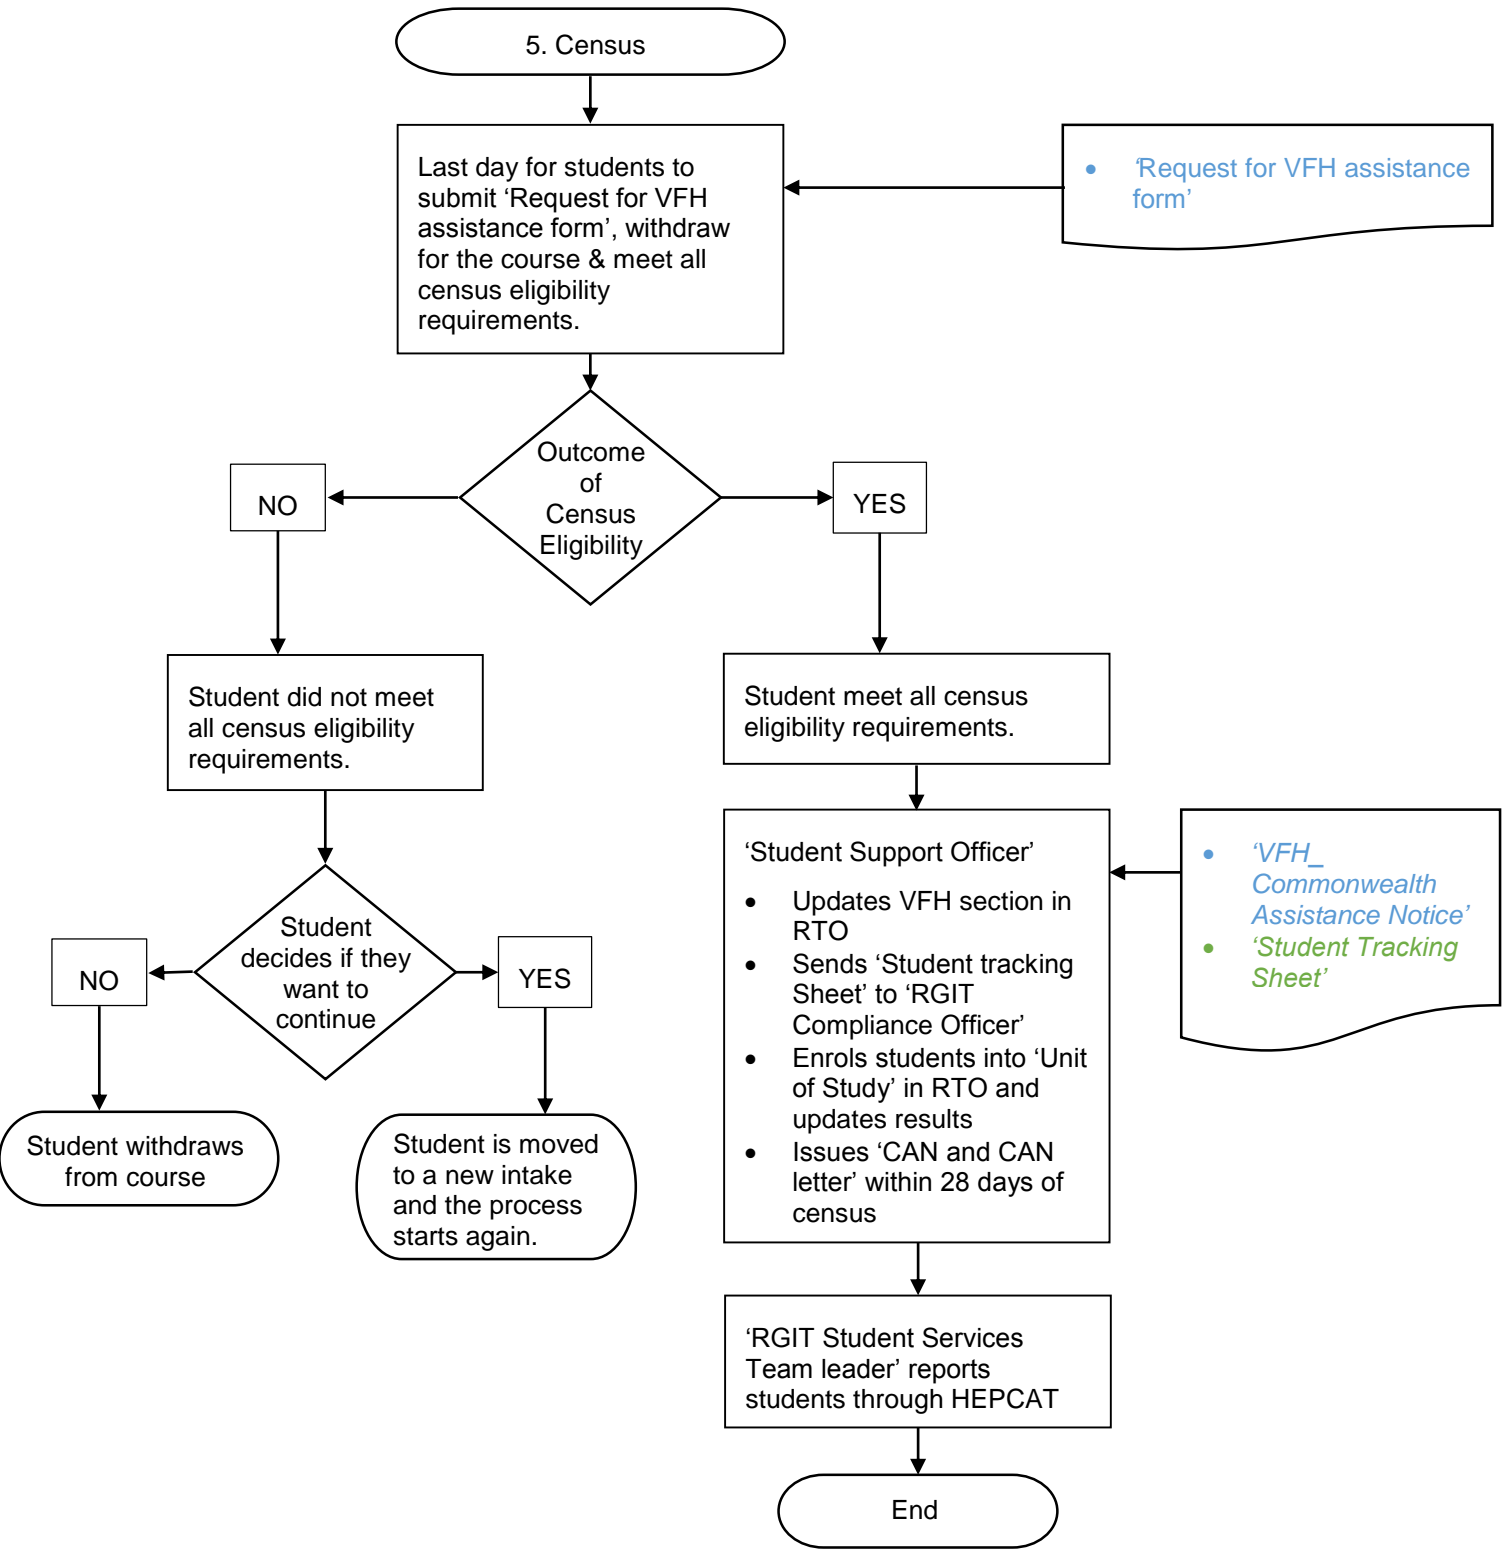 5. Census
Last day for students to
submit ‘Request for VFH
assistance form’, withdraw
for the course & meet all
census eligibility
requirements.
• ‘Request for VFH assistance
form’
Outcome
of
Census
Eligibility
NO
YES
Student did not meet
all census eligibility
requirements.
Student meet all census
eligibility requirements.
‘Student Support Officer’
• Updates VFH section in
RTO
• Sends ‘Student tracking
Sheet’ to ‘RGIT
Compliance Officer’
• Enrols students into ‘Unit
of Study’ in RTO and
updates results
• Issues ‘CAN and CAN
letter’ within 28 days of
census
• ‘VFH_
Commonwealth
Assistance Notice’
• ‘Student Tracking
Sheet’
Student
decides if they
want to
continue
NO
YES
Student withdraws
from course
Student is moved
to a new intake
and the process
starts again.
‘RGIT Student Services
Team leader’ reports
students through HEPCAT
End